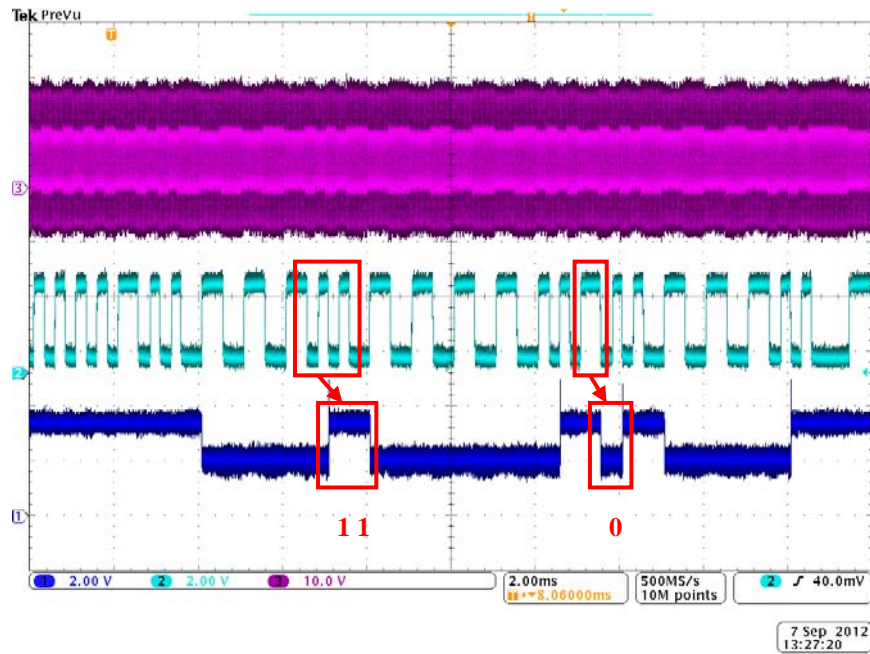 Tek PreVu
T
T
3
2
1
1 1
0
1 2.00 V 2 2.00 V 3 10.0 V
2.00ms
8.06000ms
500MS/s
10M points
2 40.0mV
7 Sep 2012
13:27:20